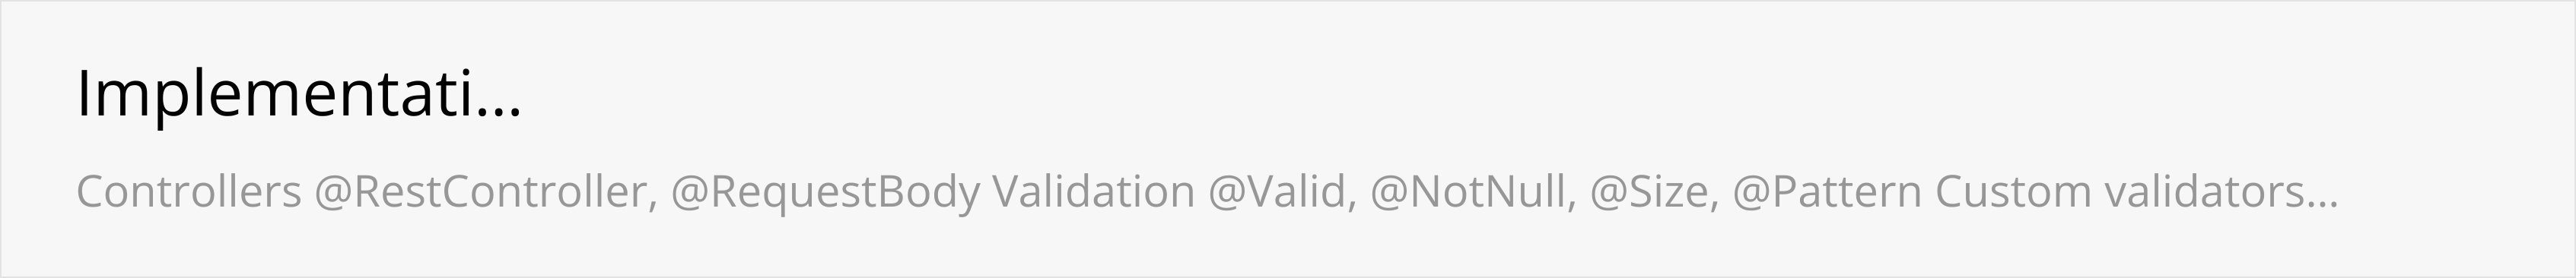 Implementati...
Controllers @RestController, @RequestBody Validation @Valid, @NotNull, @Size, @Pattern Custom validators...